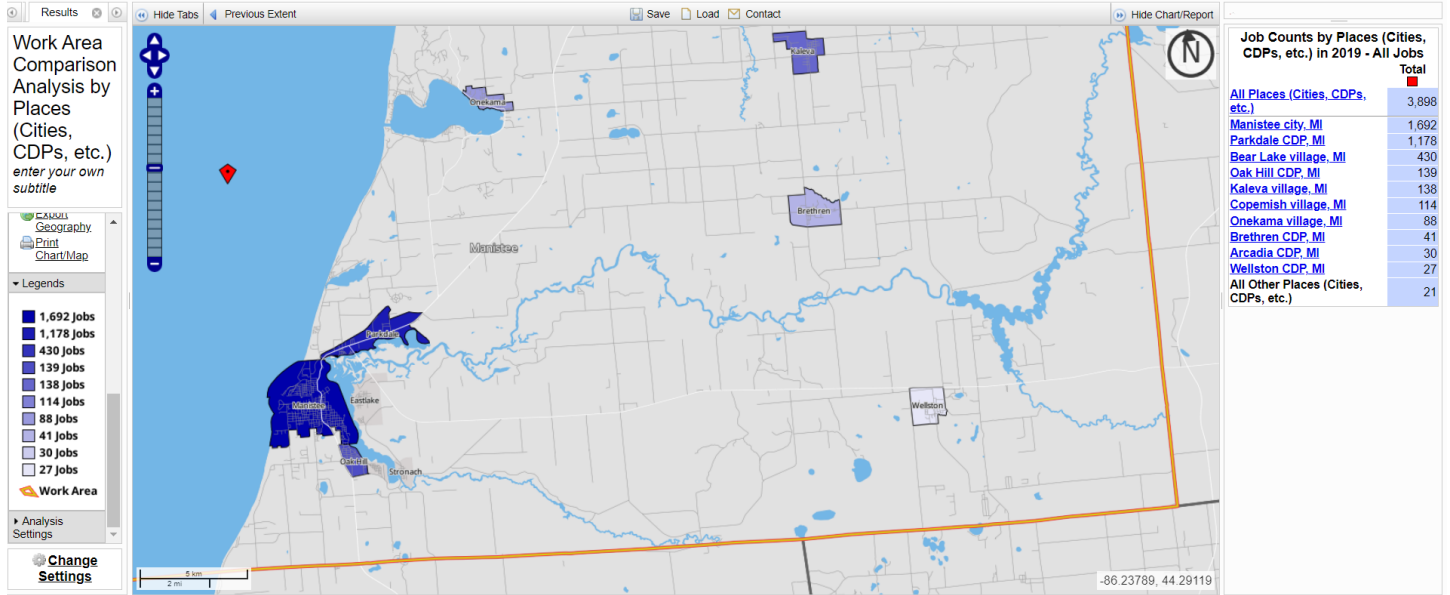 Results
Hide Tabs
Previous Extent
Save
Load
Contact
Hide Chart/Report
Work Area
Comparison
Analysis by
Places
(Cities,
CDPs, etc.)
enter your own
subtitle
Export
Geography
Print
Chart/Map
Legends
1,692 Jobs
1,178 Jobs
430 Jobs
139 Jobs
138 Jobs
114 Jobs
88 Jobs
41 Jobs
30 Jobs
27 Jobs
Work Area
Analysis
Settings
Change
Settings
N
Kaleva
Onekama
Brethren
Manistee
Parkdale
Manistee
Eastlake
Wellston
Oak Hill
Stronach
5 km
2 mi
-86.23789, 44.29119
Job Counts by Places (Cities,
CDPs, etc.) in 2019 - All Jobs
Total
All Places (Cities, CDPs,
etc.) 3,898
Manistee city, MI 1,692
Parkdale CDP, MI 1,178
Bear Lake village, MI 430
Oak Hill CDP, MI 139
Kaleva village, MI 138
Copemish village, MI 114
Onekama village, MI 88
Brethren CDP, MI 41
Arcadia CDP, MI 30
Wellston CDP, MI 27
All Other Places (Cities,
CDPs, etc.) 21